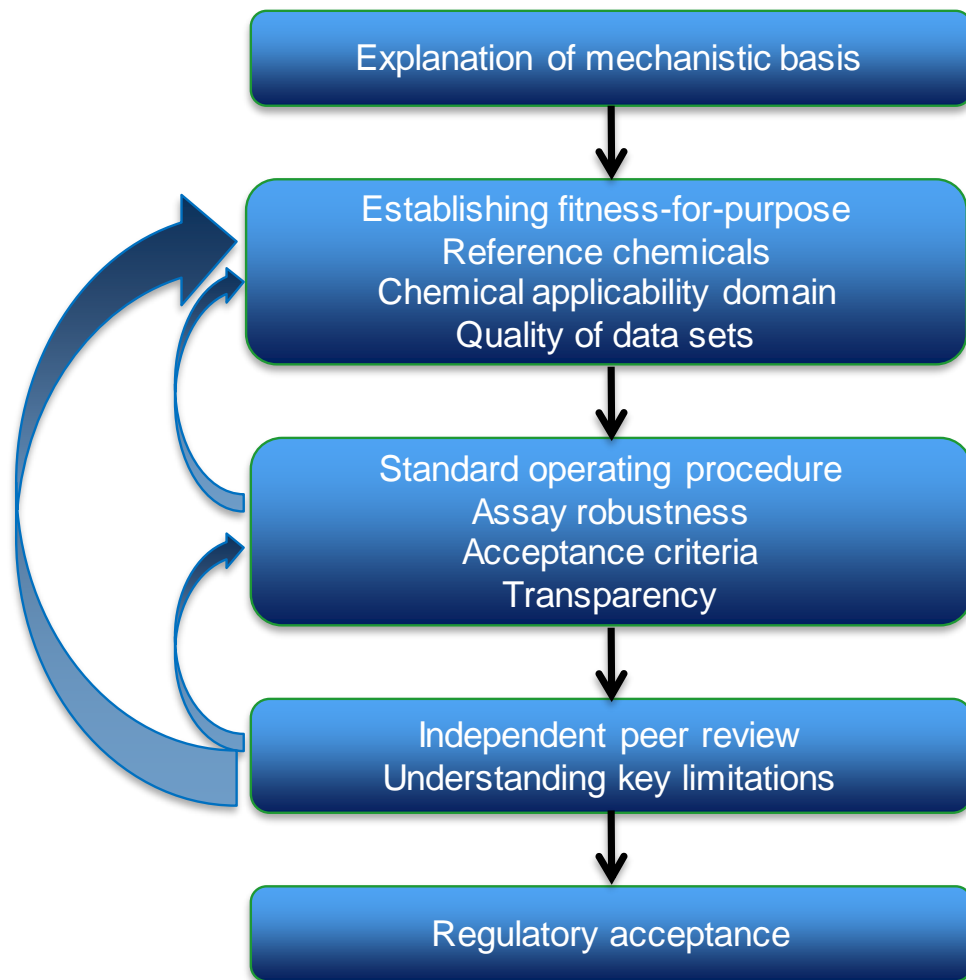 Explanation of mechanistic basis
Establishing fitness-for-purpose
Reference chemicals
Chemical applicability domain
Quality of data sets
Standard operating procedure
Assay robustness
Acceptance criteria
Transparency
Independent peer review
Understanding key limitations
Regulatory acceptance